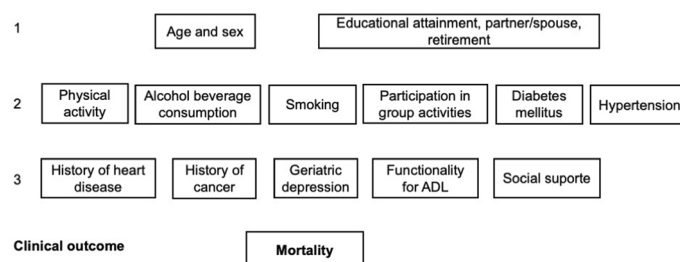 1
Age and sex
Educational attainment, partner/spouse,
retirement
2
Physical
activity
Alcohol beverage
consumption
Smoking
Participation in
group activities
Diabetes
mellitus
Hypertension
3
History of heart
disease
History of
cancer
Geriatric
depression
Functionality
for ADL
Social suporte
Clinical outcome
Mortality